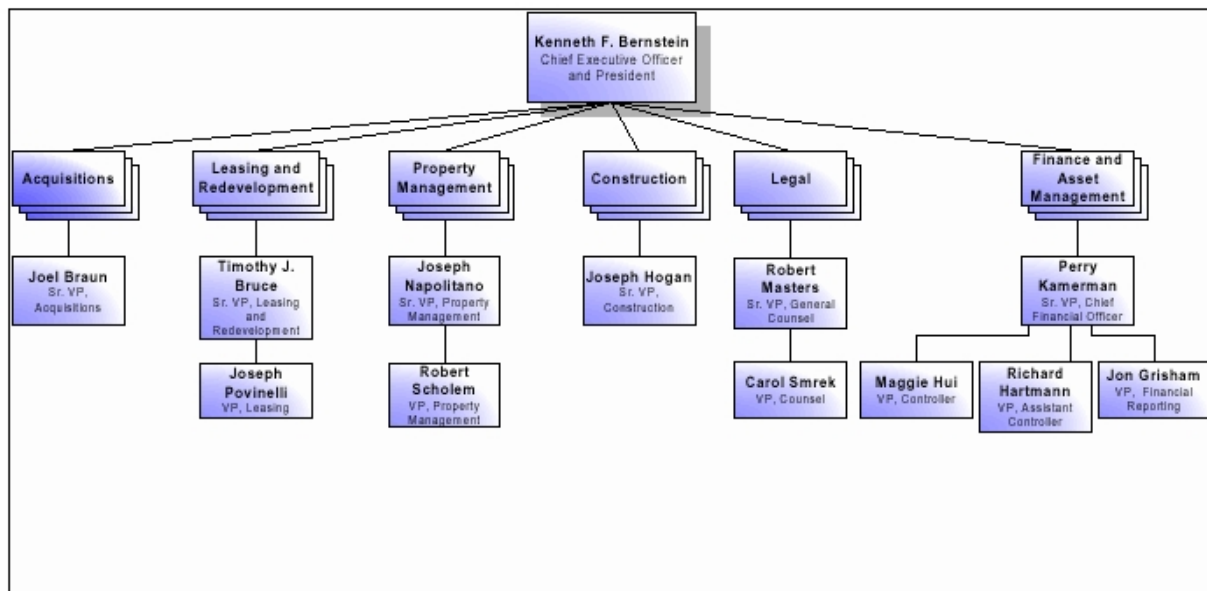 Kenneth F. Bernstein
Chief Executive Officer
and President
Acquisitions
Leasing and
Redevelopment
Property
Management
Construction
Legal
Finance and
Asset
Management
Joel Braun
Sr. VP,
Acquisitions
Timothy J.
Bruce
Sr. VP, Leasing
and
Redevelopment
Joseph
Napolitano
Sr. VP, Property
Management
Joseph Hogan
Sr. VP,
Construction
Robert
Masters
Sr. VP, General
Counsel
Perry
Kamerman
Sr. VP, Chief
Financial Officer
Joseph
Povinelli
VP, Leasing
Robert
Scholem
VP, Property
Management
Carol Smrek
VP, Counsel
Maggie Hui
VP, Controller
Richard
Hartmann
VP, Assistant
Controller
Jon Grisham
VP, Financial
Reporting